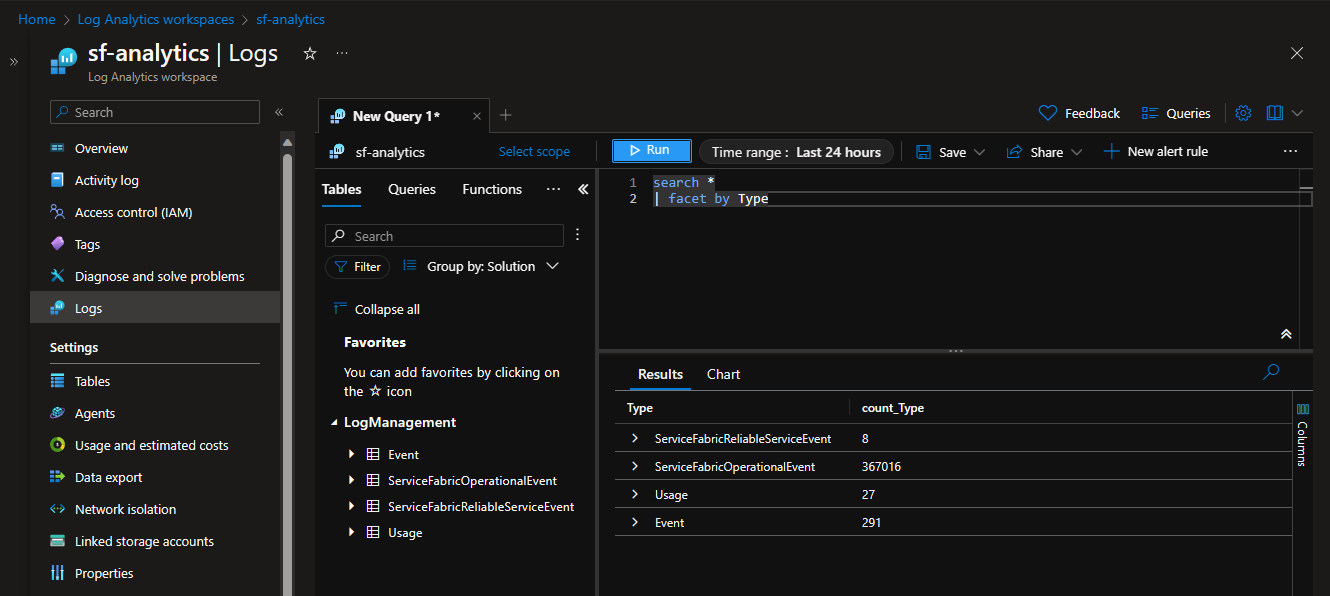 Home > Log Analytics workspaces > sf-analytics
sf-analytics | Logs
Log Analytics workspace
Search
Overview
Activity log
Access control (IAM)
Tags
Diagnose and solve problems
Logs
Settings
Tables
Agents
Usage and estimated costs
Data export
Network isolation
Linked storage accounts
Properties
New Query 1*
Feedback
Queries
sf-analytics
Select scope
Run
Time range : Last 24 hours
Save
Share
New alert rule
Tables Queries Functions
Search
Filter
Group by: Solution
Collapse all
Favorites
You can add favorites by clicking on
the ☆ icon
LogManagement
Event
ServiceFabricOperationalEvent
ServiceFabricReliableServiceEvent
Usage
1 search *
2 | facet by Type
Results Chart
Type count_Type
ServiceFabricReliableServiceEvent 8
ServiceFabricOperationalEvent 367016
Usage 27
Event 291
Columns